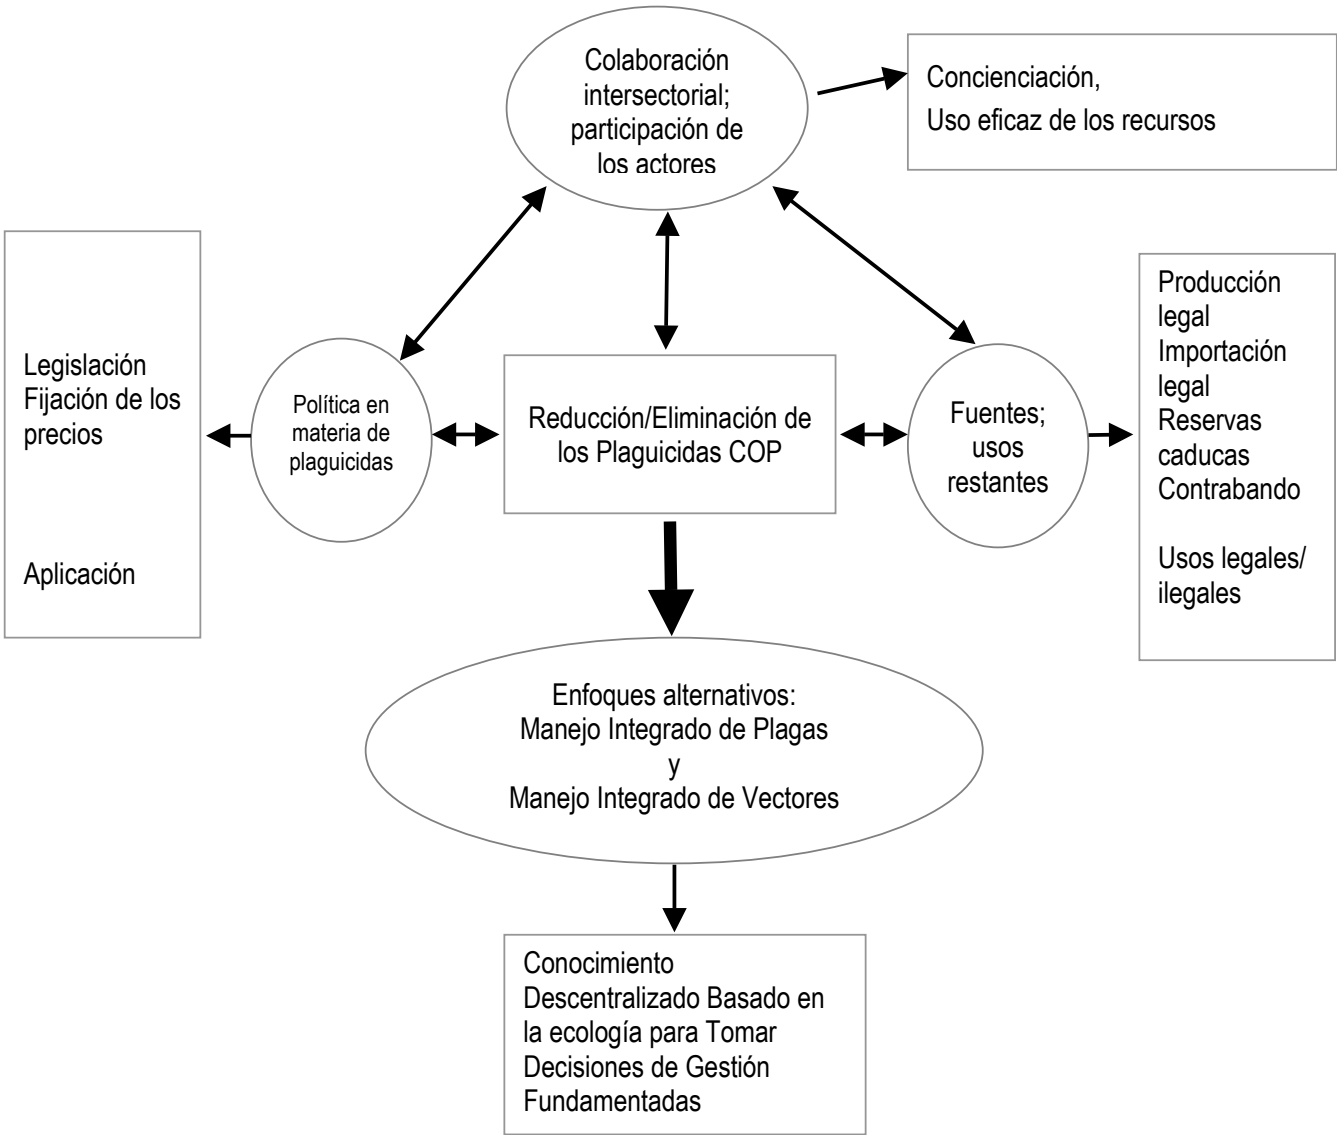 Colaboración
intersectorial;
participación de
los actores
Concienciación,
Uso eficaz de los recursos
Legislación
Fijación de los
precios
Aplicación
Política en
materia de
plaguicidas
Reducción/Eliminación de
los Plaguicidas COP
Fuentes;
usos
restantes
Producción
legal
Importación
legal
Reservas
caducas
Contrabando
Usos legales/
ilegales
Enfoques alternativos:
Manejo Integrado de Plagas
y
Manejo Integrado de Vectores
Conocimiento
Descentralizado Basado en
la ecología para Tomar
Decisiones de Gestión
Fundamentadas